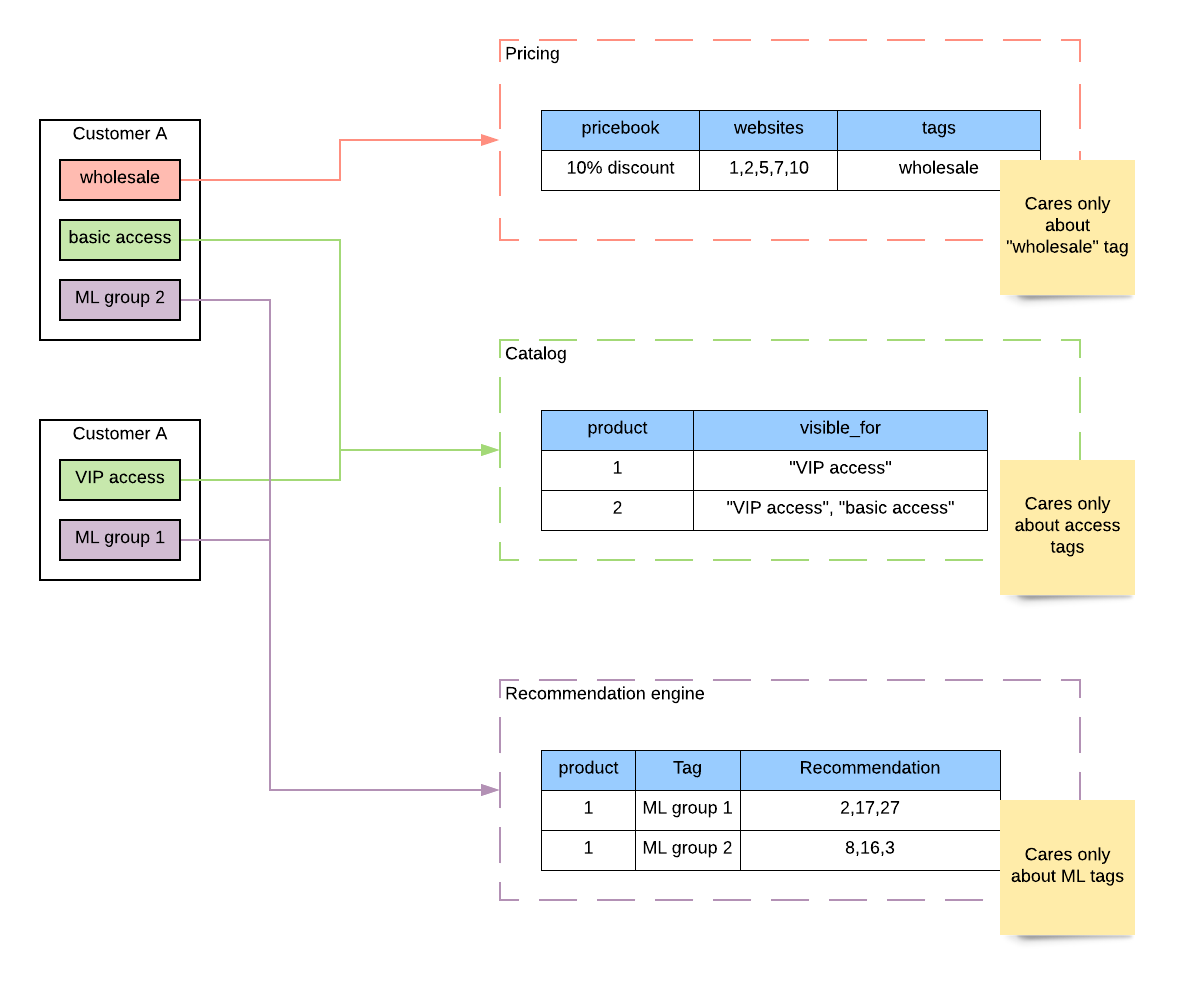 Customer A
wholesale
basic access
ML group 2
Customer A
VIP access
ML group 1
Pricing
pricebook websites tags
10% discount 1,2,5,7,10 wholesale
Cares only
about
"wholesale" tag
Catalog
product visible_for
1 "VIP access"
2 "VIP access", "basic access"
Cares only
about access
tags
Recommendation engine
product Tag Recommendation
1 ML group 1 2,17,27
1 ML group 2 8,16,3
Cares only
about ML tags